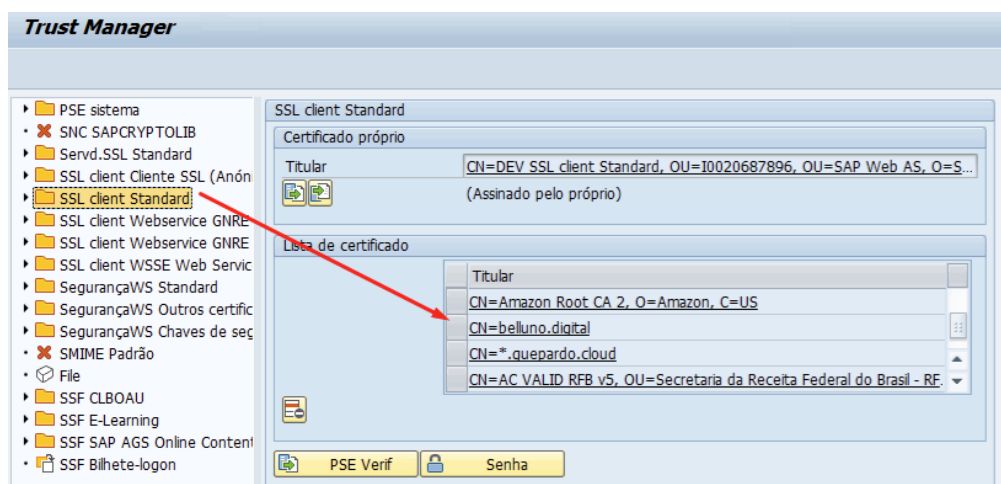 Trust Manager
PSE sistema
SNC SAPCRYPTOLIB
Servd.SSL Standard
SSL client Cliente SSL (Anôni
SSL client Standard
SSL client Webservice GNRE
SSL client Webservice GNRE
SSL client WSSE Web Servic
SegurançaWS Standard
SegurançaWS Outros certific
SegurançaWS Chaves de seg
SMIME Padrão
File
SSF CLBOAU
SSF E-Learning
SSF SAP AGS Online Content
SSF Bilhete-logon
SSL client Standard
Certificado próprio
Titular
CN=DEV SSL client Standard, OU=I0020687896, OU=SAP Web AS, O=S...
(Assinado pelo próprio)
Lista de certificado
Titular
CN=Amazon Root CA 2, O=Amazon, C=US
CN=belluno.digital
CN=*.quepardo.cloud
CN=AC VALID RFB v5, OU=Secretaria da Receita Federal do Brasil - RF.
PSE Verif
Senha